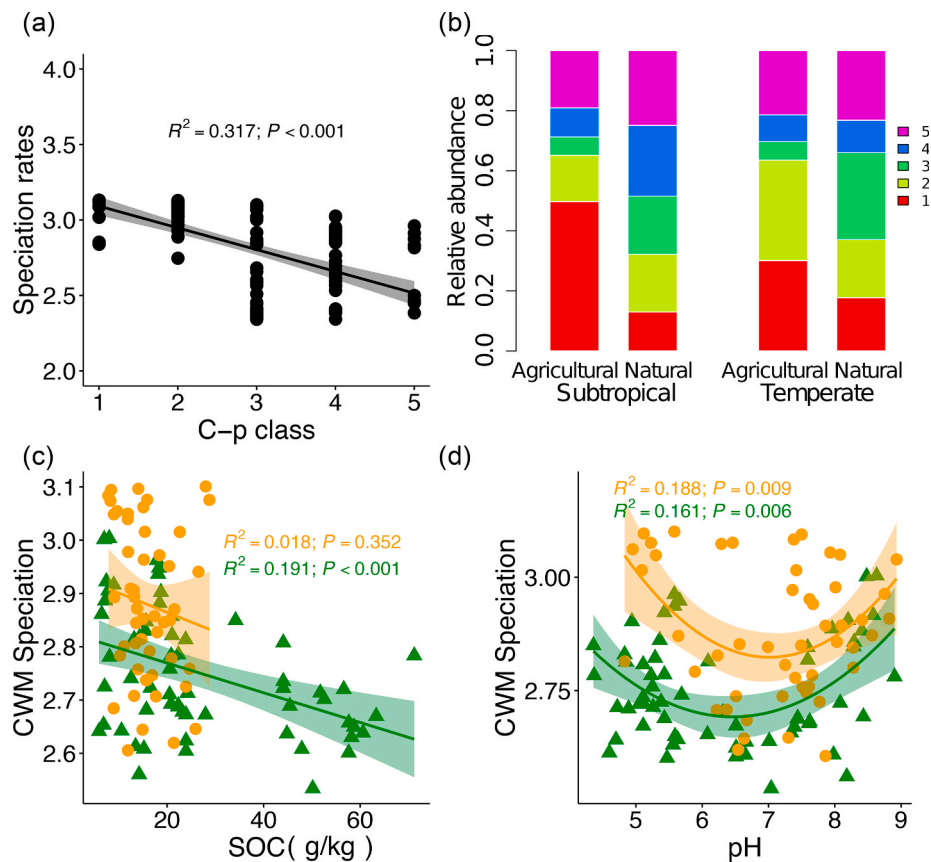 (a)
4.0
3.5
3.0
2.5
2.0
Speciation rates
R² = 0.317; P < 0.001
1 2 3 4 5
C−p class
(b)
1.0
0.8
0.6
0.4
0.2
0.0
Relative abundance
5
4
3
2
1
Agricultural Natural Agricultural Natural
Subtropical Temperate
(c)
3.1
3.0
2.9
2.8
2.7
2.6
CWM Speciation
R² = 0.018; P = 0.352
R² = 0.191; P < 0.001
20 40 60
SOC( g/kg)
(d)
R² = 0.188; P = 0.009
R² = 0.161; P = 0.006
3.00
2.75
CWM Speciation
5 6 7 8 9
pH